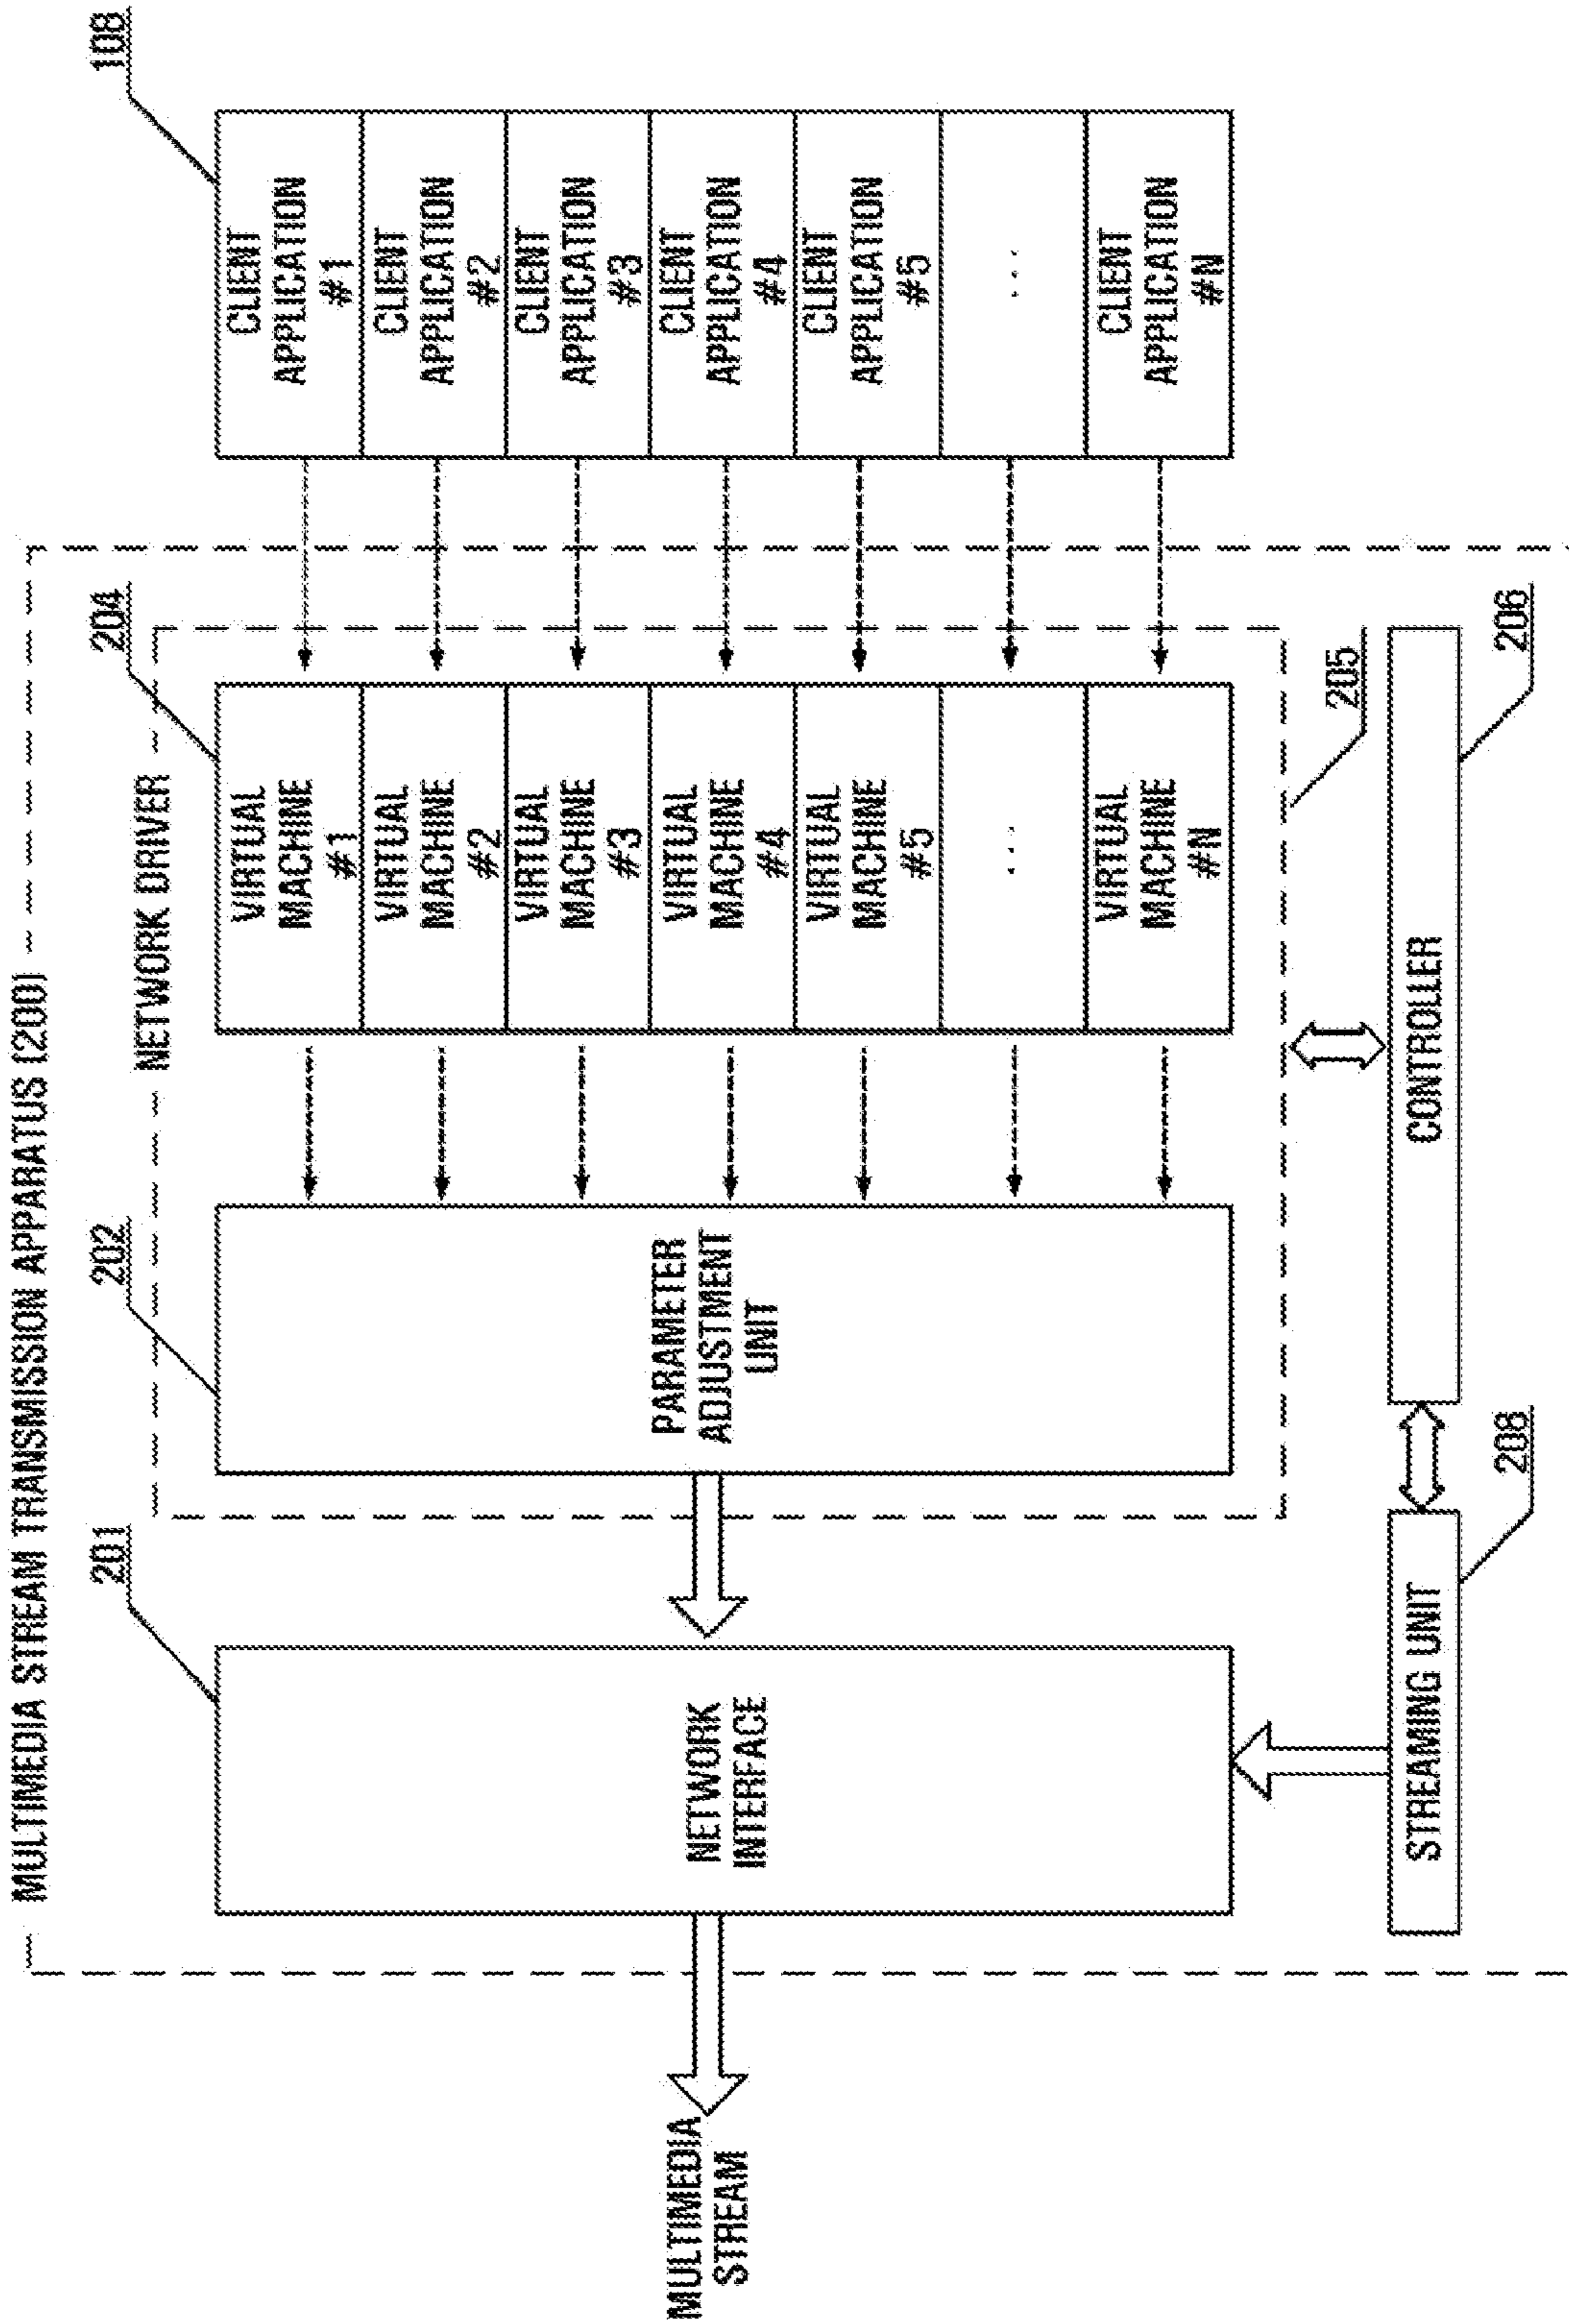 MULTIMEDIA STREAM TRANSMISSION APPARATUS (200)
MULTIMEDIA
STREAM
201
NETWORK
INTERFACE
202
PARAMETER
ADJUSTMENT
UNIT
NETWORK DRIVER
204
VIRTUAL
MACHINE
#1
VIRTUAL
MACHINE
#2
VIRTUAL
MACHINE
#3
VIRTUAL
MACHINE
#4
VIRTUAL
MACHINE
#5
...
VIRTUAL
MACHINE
#N
205
108
CLIENT
APPLICATION
#1
CLIENT
APPLICATION
#2
CLIENT
APPLICATION
#3
CLIENT
APPLICATION
#4
CLIENT
APPLICATION
#5
...
CLIENT
APPLICATION
#N
STREAMING UNIT
208
CONTROLLER
206